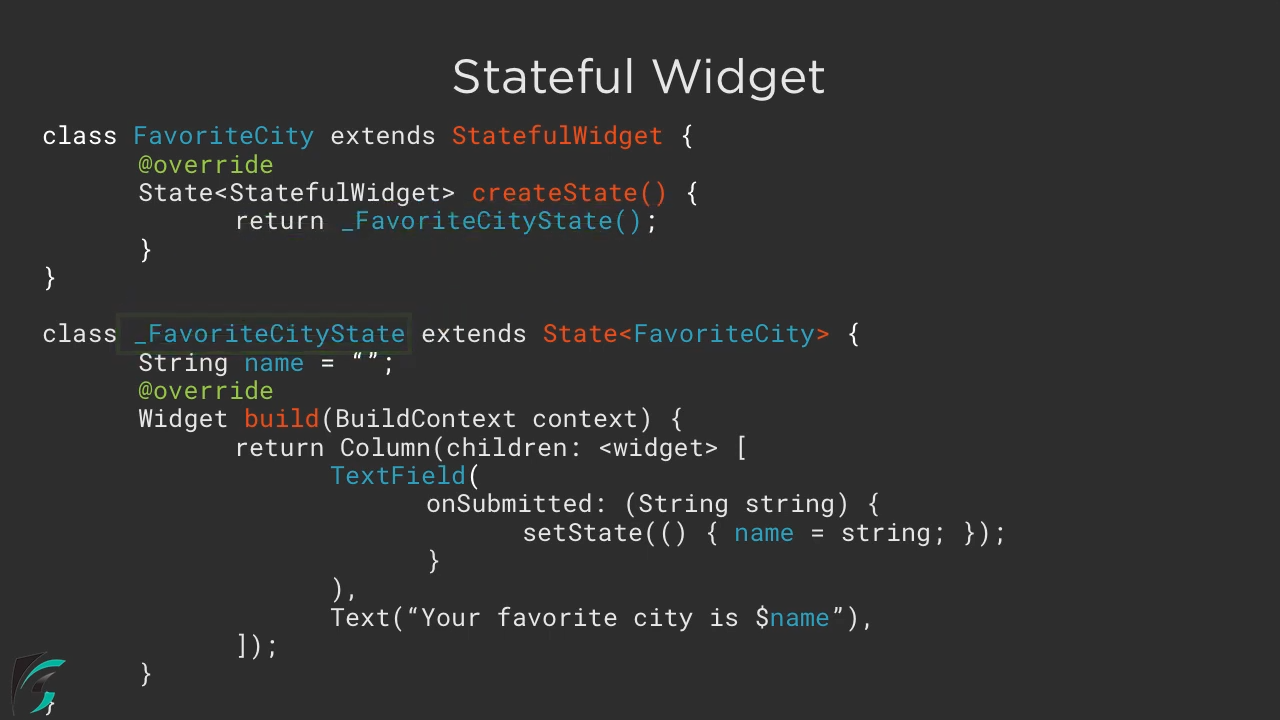 Stateful Widget
class FavoriteCity extends StatefulWidget {
@override
State<StatefulWidget> createState() {
return _FavoriteCityState();
}
}
class _FavoriteCityState extends State<FavoriteCity> {
String name = “”;
@override
Widget build(BuildContext context) {
return Column(children: <widget> [
TextField(
onSubmitted: (String string) {
setState(() { name = string; });
}
),
Text(“Your favorite city is $name”),
]);
}
}